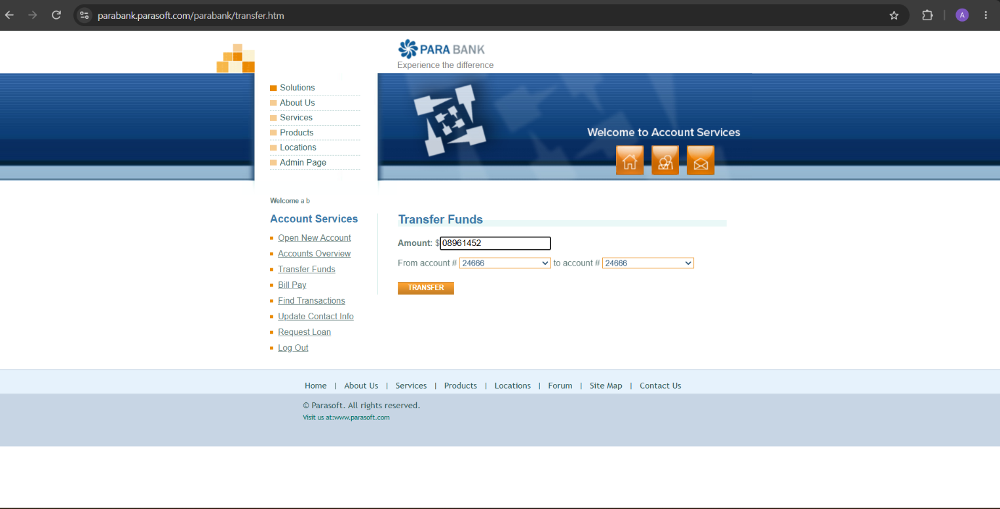 parabank.parasoft.com/parabank/transfer.htm
A
PARA BANK
Experience the difference
Solutions
About Us
Services
Products
Locations
Admin Page
Welcome to Account Services
Welcome a b
Account Services
Open New Account
Accounts Overview
Transfer Funds
Bill Pay
Find Transactions
Update Contact Info
Request Loan
Log Out
Transfer Funds
Amount: $08961452
From account # 24666 to account # 24666
TRANSFER
Home | About Us | Services | Products | Locations | Forum | Site Map | Contact Us
© Parasoft. All rights reserved.
Visit us at:www.parasoft.com